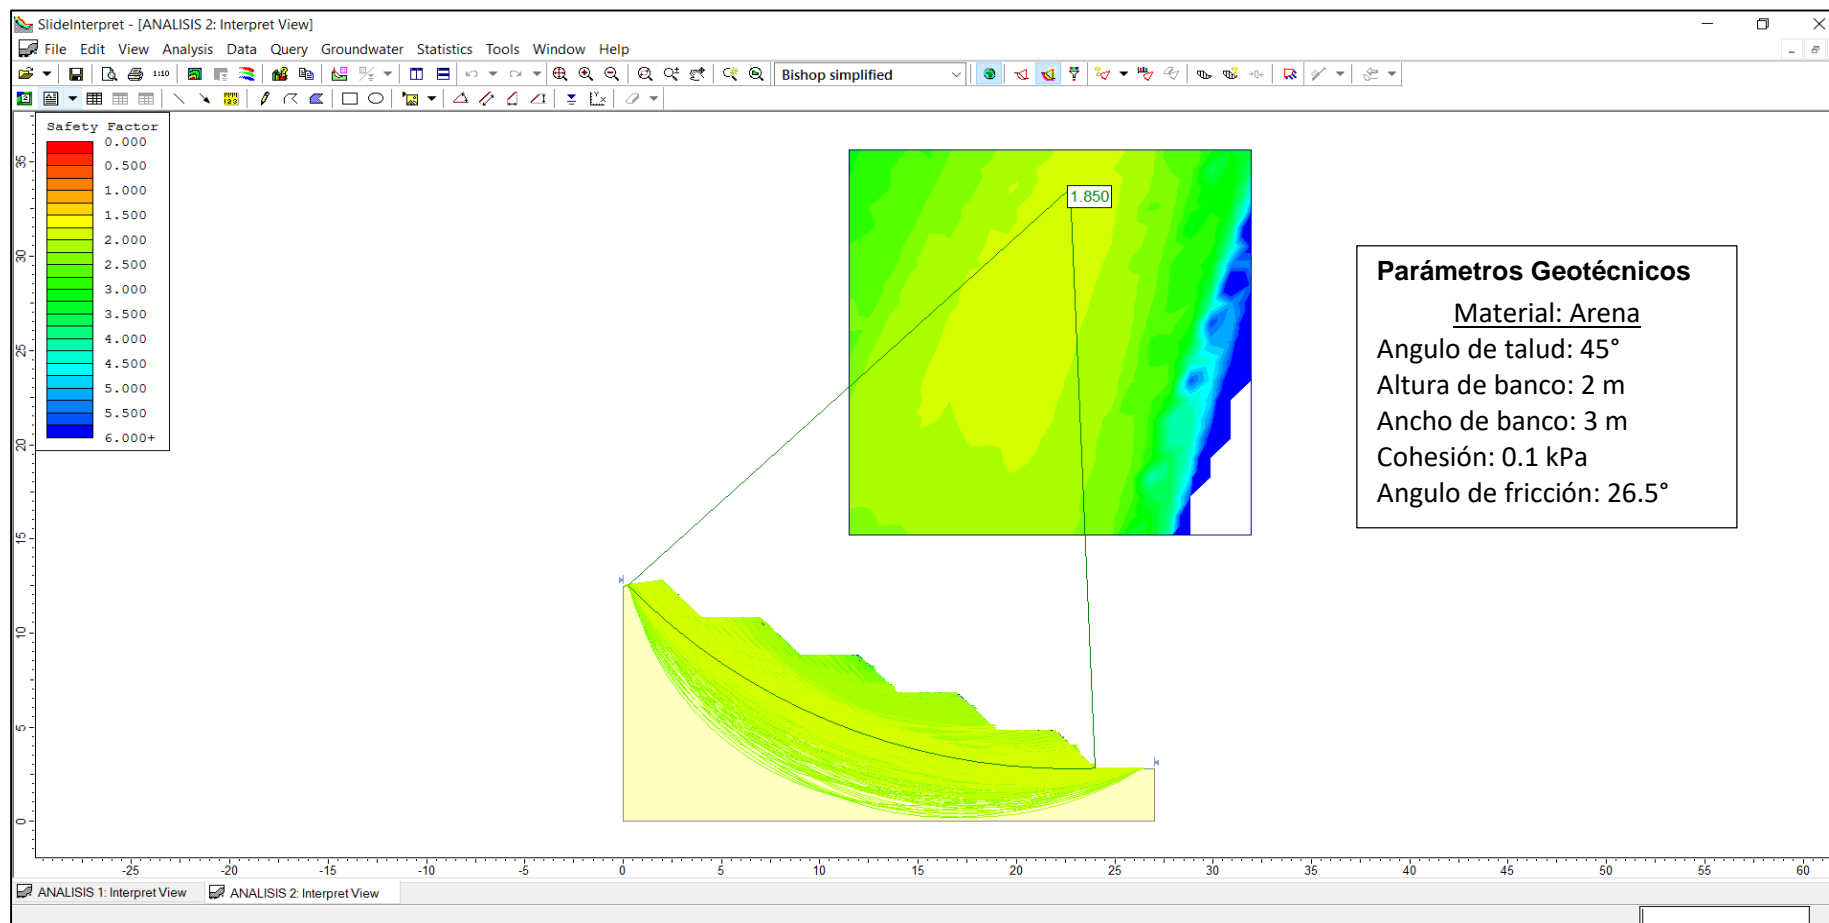 SlideInterpret - [ANALISIS 2: Interpret View]
File Edit View Analysis Data Query Groundwater Statistics Tools Window Help
1:10
Bishop simplified
Safety Factor
0.000
0.500
1.000
1.500
2.000
2.500
3.000
3.500
4.000
4.500
5.000
5.500
6.000+
35
30
25
20
15
10
5
0
1.850
Parámetros Geotécnicos
Material: Arena
Angulo de talud: 45°
Altura de banco: 2 m
Ancho de banco: 3 m
Cohesión: 0.1 kPa
Angulo de fricción: 26.5°
-25 -20 -15 -10 -5 0 5 10 15 20 25 30 35 40 45 50 55 60
ANALISIS 1: Interpret View ANALISIS 2: Interpret View